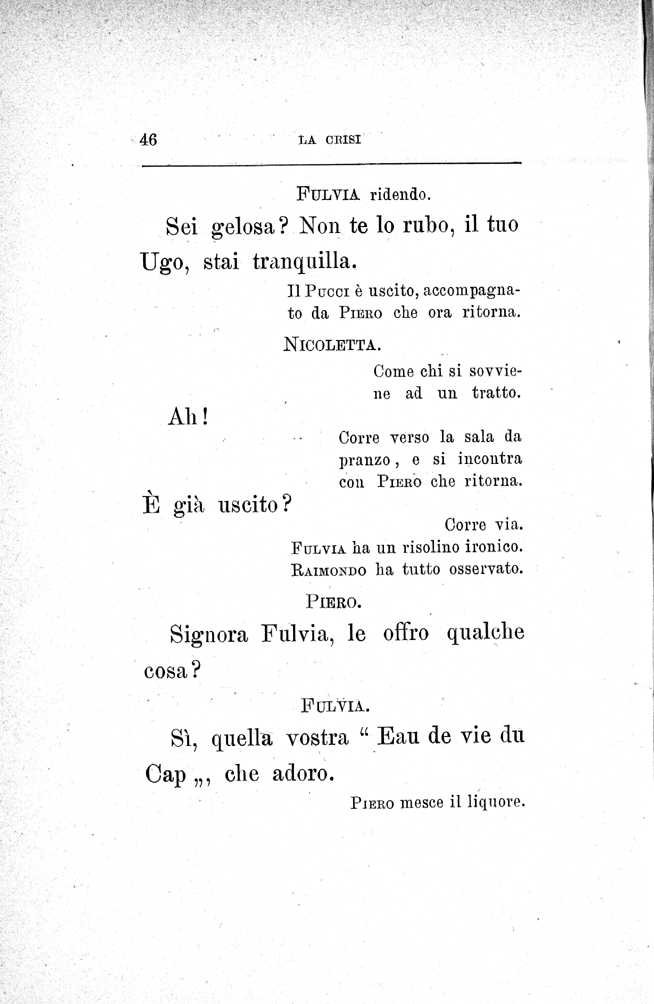 46
LA CRISI
FULVIA ridendo.
Sei gelosa? Non te lo rubo, il tuo
Ugo, stai tranquilla.
Il PUCCI è uscito, accompagna-
to da PIERO che ora ritorna.
NICOLETTA.
Come chi si sovvie-
ne ad un tratto.
Ah!
Corre verso la sala da
pranzo, e si incontra
con PIERO che ritorna.
È già uscito?
Corre via.
FULVIA ha un risolino ironico.
RAIMONDO ha tutto osservato.
PIERO.
Signora Fulvia, le offro qualche
cosa?
FULVIA.
Sì, quella vostra “ Eau de vie du
Cap „, che adoro.
PIERO mesce il liquore.